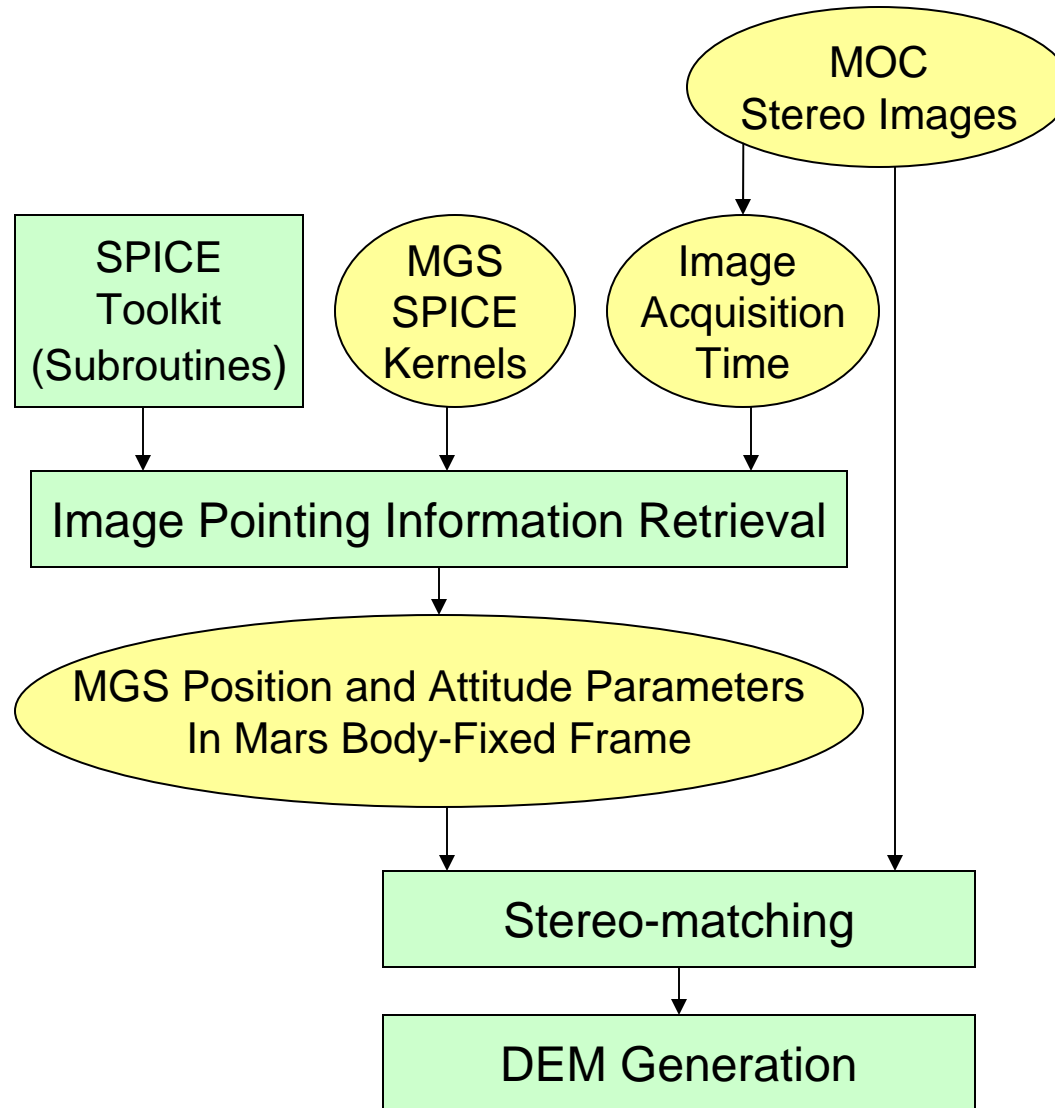 MOC
Stereo Images
SPICE
Toolkit
(Subroutines)
MGS
SPICE
Kernels
Image
Acquisition
Time
Image Pointing Information Retrieval
MGS Position and Attitude Parameters
In Mars Body-Fixed Frame
Stereo-matching
DEM Generation